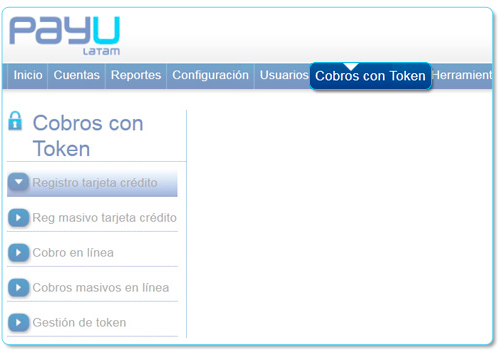 PayU
LATAM
Inicio Cuentas Reportes Configuración Usuarios Cobros con Token Herramient
Cobros con
Token
Registro tarjeta crédito
Reg masivo tarjeta crédito
Cobro en línea
Cobros masivos en línea
Gestión de token